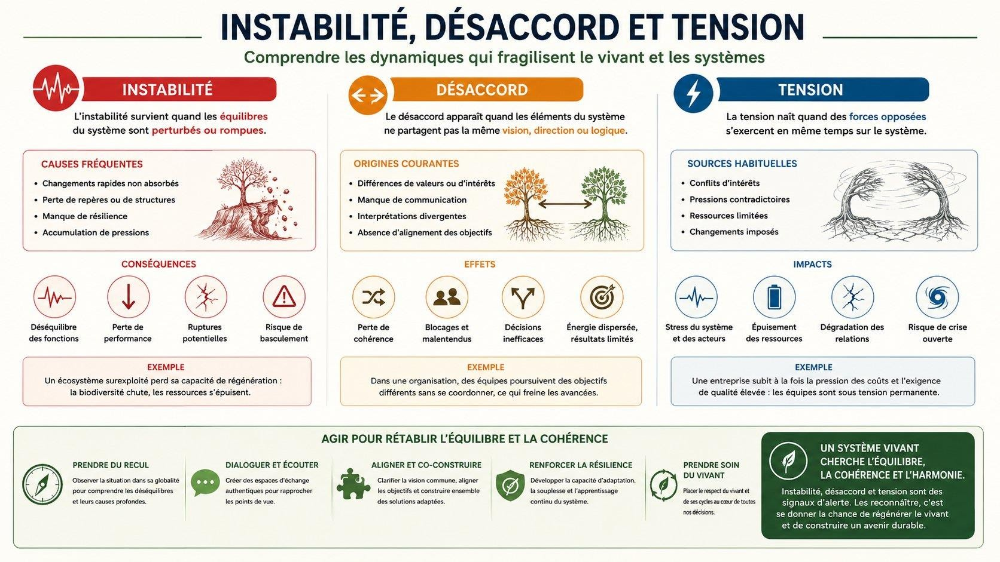 INSTABILITÉ, DÉSACCORD ET TENSION
Comprendre les dynamiques qui fragilisent le vivant et les systèmes
INSTABILITÉ
L'instabilité survient quand les équilibres
du système sont perturbés ou rompues.
CAUSES FRÉQUENTES
• Changements rapides non absorbés
• Perte de repères ou de structures
• Manque de résilience
• Accumulation de pressions
CONSÉQUENCES
Déséquilibre
des fonctions
Perte de
performance
Ruptures
potentielles
Risque de
basculement
EXEMPLE
Un écosystème surexploité perd sa capacité de régénération :
la biodiversité chute, les ressources s'épuisent.
DÉSACCORD
Le désaccord apparaît quand les éléments du système
ne partagent pas la même vision, direction ou logique.
ORIGINES COURANTES
• Différences de valeurs ou d'intérêts
• Manque de communication
• Interprétations divergentes
• Absence d'alignement des objectifs
EFFETS
Perte de
cohérence
Blocages et
malentendus
Décisions
inefficaces
Énergie dispersée,
résultats limités
EXEMPLE
Dans une organisation, des équipes poursuivent des objectifs
différents sans se coordonner, ce qui freine les avancées.
TENSION
La tension naît quand des forces opposées
s'exercent en même temps sur le système.
SOURCES HABITUELLES
• Conflits d'intérêts
• Pressions contradictoires
• Ressources limitées
• Changements imposés
IMPACTS
Stress du système
et des acteurs
Épuisement
des ressources
Dégradation des
relations
Risque de crise
ouverte
EXEMPLE
Une entreprise subit à la fois la pression des coûts et l'exigence
de qualité élevée : les équipes sont sous tension permanente.
AGIR POUR RÉTABLIR L'ÉQUILIBRE ET LA COHÉRENCE
PRENDRE DU RECUL
Observer la situation dans sa globalité
pour comprendre les déséquilibres
et leurs causes profondes.
DIALOGUER ET ÉCOUTER
Créer des espaces d'échange
authentiques pour rapprocher
les points de vue.
ALIGNER ET CO-CONSTRUIRE
Clarifier la vision commune, aligner
les objectifs et construire ensemble
des solutions adaptées.
RENFORCER LA RÉSILIENCE
Développer la capacité d'adaptation,
la souplesse et l'apprentissage
continu du système.
PRENDRE SOIN
DU VIVANT
Placer le respect du vivant et
de ses cycles au cœur de toutes
nos décisions.
UN SYSTÈME VIVANT
CHERCHE L'ÉQUILIBRE,
LA COHÉRENCE ET L'HARMONIE.
Instabilité, désaccord et tension sont des
signaux d'alerte. Les reconnaître, c'est
se donner la chance de régénérer le vivant
et de construire un avenir durable.